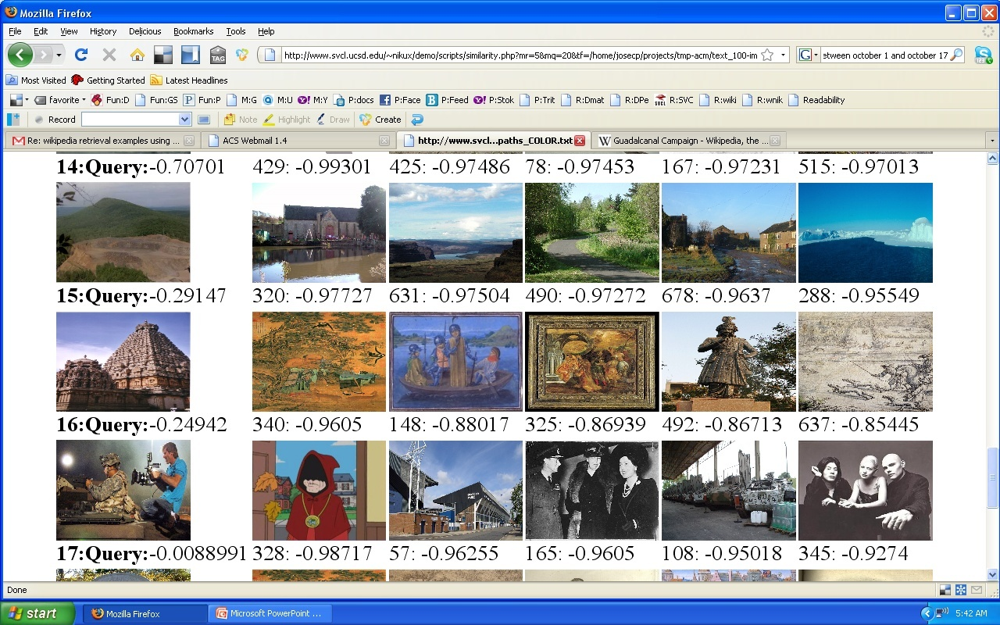 Mozilla Firefox
File Edit View History Delicious Bookmarks Tools Help
TAG
http://www.svcl.ucsd.edu/~nikux/demo/scripts/similarity.php?mr=5&mq=20&tf=/home/josecp/projects/tmp-acm/text_100-im
G
etween october 1 and october 17
Most Visited Getting Started Latest Headlines
favorite Fun:D Fun:GS Fun:P M:G M:U M:Y P:docs P:Face P:Feed P:Stok P:Trit R:Dmat R:DPe R:SVC R:wiki R:wnik Readability
Record Note Highlight Draw Create
Re: wikipedia retrieval examples using ... ACS Webmail 1.4 http://www.svcl...paths_COLOR.txt Guadalcanal Campaign - Wikipedia, the ...
14:Query:-0.70701 429: -0.99301 425: -0.97486 78: -0.97453 167: -0.97231 515: -0.97013
15:Query:-0.29147 320: -0.97727 631: -0.97504 490: -0.97272 678: -0.9637 288: -0.95549
16:Query:-0.24942 340: -0.9605 148: -0.88017 325: -0.86939 492: -0.86713 637: -0.85445
17:Query:-0.0088991 328: -0.98717 57: -0.96255 165: -0.9605 108: -0.95018 345: -0.9274
Done
start Mozilla Firefox Microsoft PowerPoint ... 5:42 AM